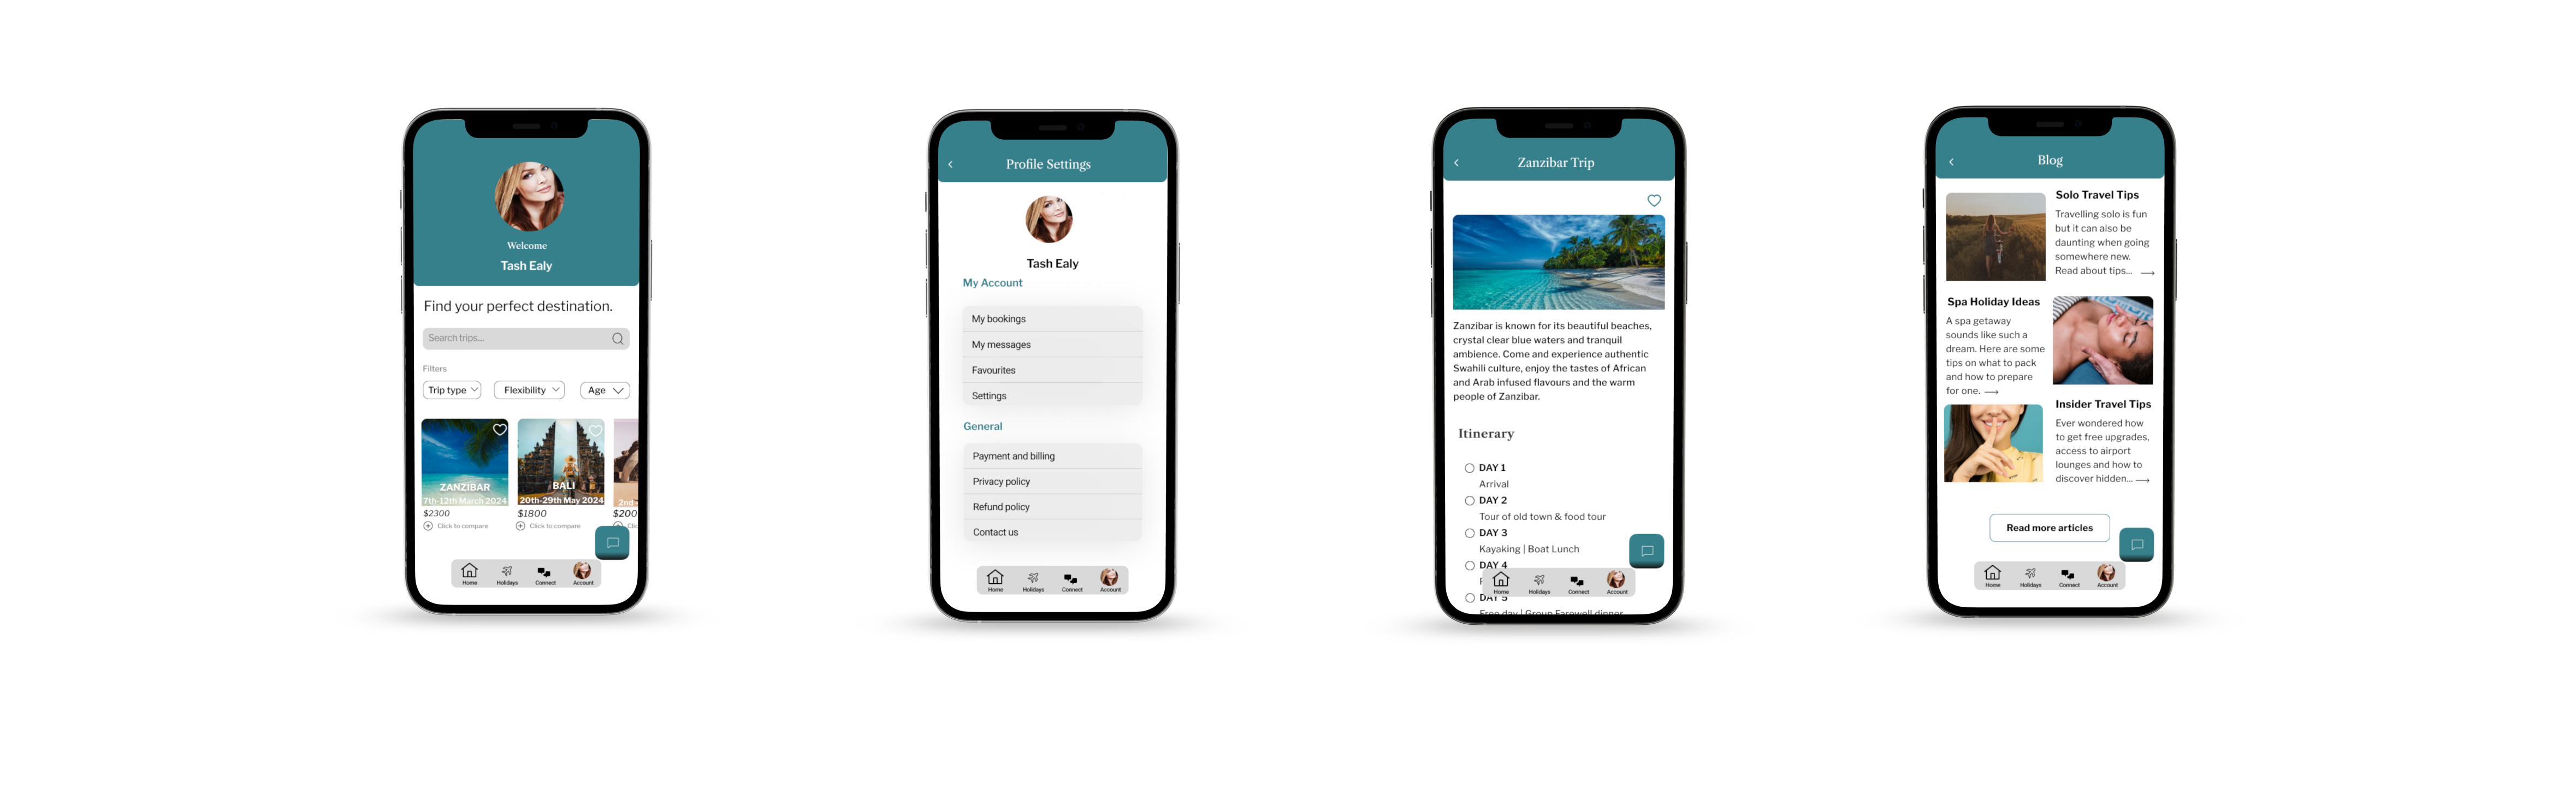 Welcome
Tash Ealy
Find your perfect destination.
Search trips...
Filters
Trip type
Flexibility
Age
ZANZIBAR
7th-12th March 2024
$2300
Click to compare
BALI
20th-29th May 2024
$1800
Click to compare
2nd-
$200
Clic
Home
Holidays
Connect
Account
Profile Settings
Tash Ealy
My Account
My bookings
My messages
Favourites
Settings
General
Payment and billing
Privacy policy
Refund policy
Contact us
Home
Holidays
Connect
Account
Zanzibar Trip
Zanzibar is known for its beautiful beaches,
crystal clear blue waters and tranquil
ambience. Come and experience authentic
Swahili culture, enjoy the tastes of African
and Arab infused flavours and the warm
people of Zanzibar.
Itinerary
DAY 1
Arrival
DAY 2
Tour of old town & food tour
DAY 3
Kayaking | Boat Lunch
DAY 4
DAY 5
Free day | Group Farewell dinner
Home
Holidays
Connect
Account
Blog
Solo Travel Tips
Travelling solo is fun
but it can also be
daunting when going
somewhere new.
Read about tips...
Spa Holiday Ideas
A spa getaway
sounds like such a
dream. Here are some
tips on what to pack
and how to prepare
for one.
Insider Travel Tips
Ever wondered how
to get free upgrades,
access to airport
lounges and how to
discover hidden...
Read more articles
Home
Holidays
Connect
Account